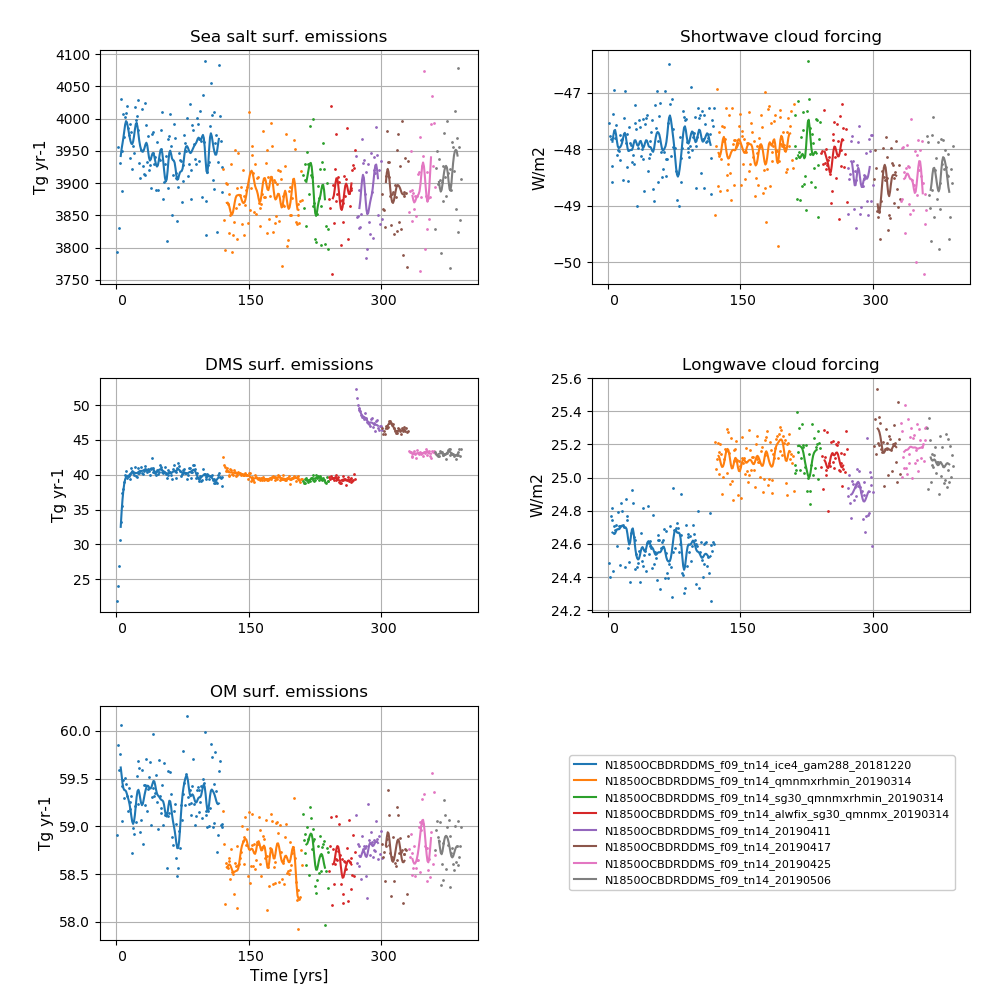 Sea salt surf. emissions
Tg yr-1
4100
4050
4000
3950
3900
3850
3800
3750
0 150 300
Shortwave cloud forcing
W/m2
−47
−48
−49
−50
0 150 300
DMS surf. emissions
Tg yr-1
50
45
40
35
30
25
0 150 300
Longwave cloud forcing
W/m2
25.6
25.4
25.2
25.0
24.8
24.6
24.4
24.2
0 150 300
OM surf. emissions
Tg yr-1
60.0
59.5
59.0
58.5
58.0
0 150 300
Time [yrs]
N1850OCBDRDDMS_f09_tn14_ice4_gam288_20181220
N1850OCBDRDDMS_f09_tn14_qmnmxrhmin_20190314
N1850OCBDRDDMS_f09_tn14_sg30_qmnmxrhmin_20190314
N1850OCBDRDDMS_f09_tn14_alwfix_sg30_qmnmx_20190314
N1850OCBDRDDMS_f09_tn14_20190411
N1850OCBDRDDMS_f09_tn14_20190417
N1850OCBDRDDMS_f09_tn14_20190425
N1850OCBDRDDMS_f09_tn14_20190506